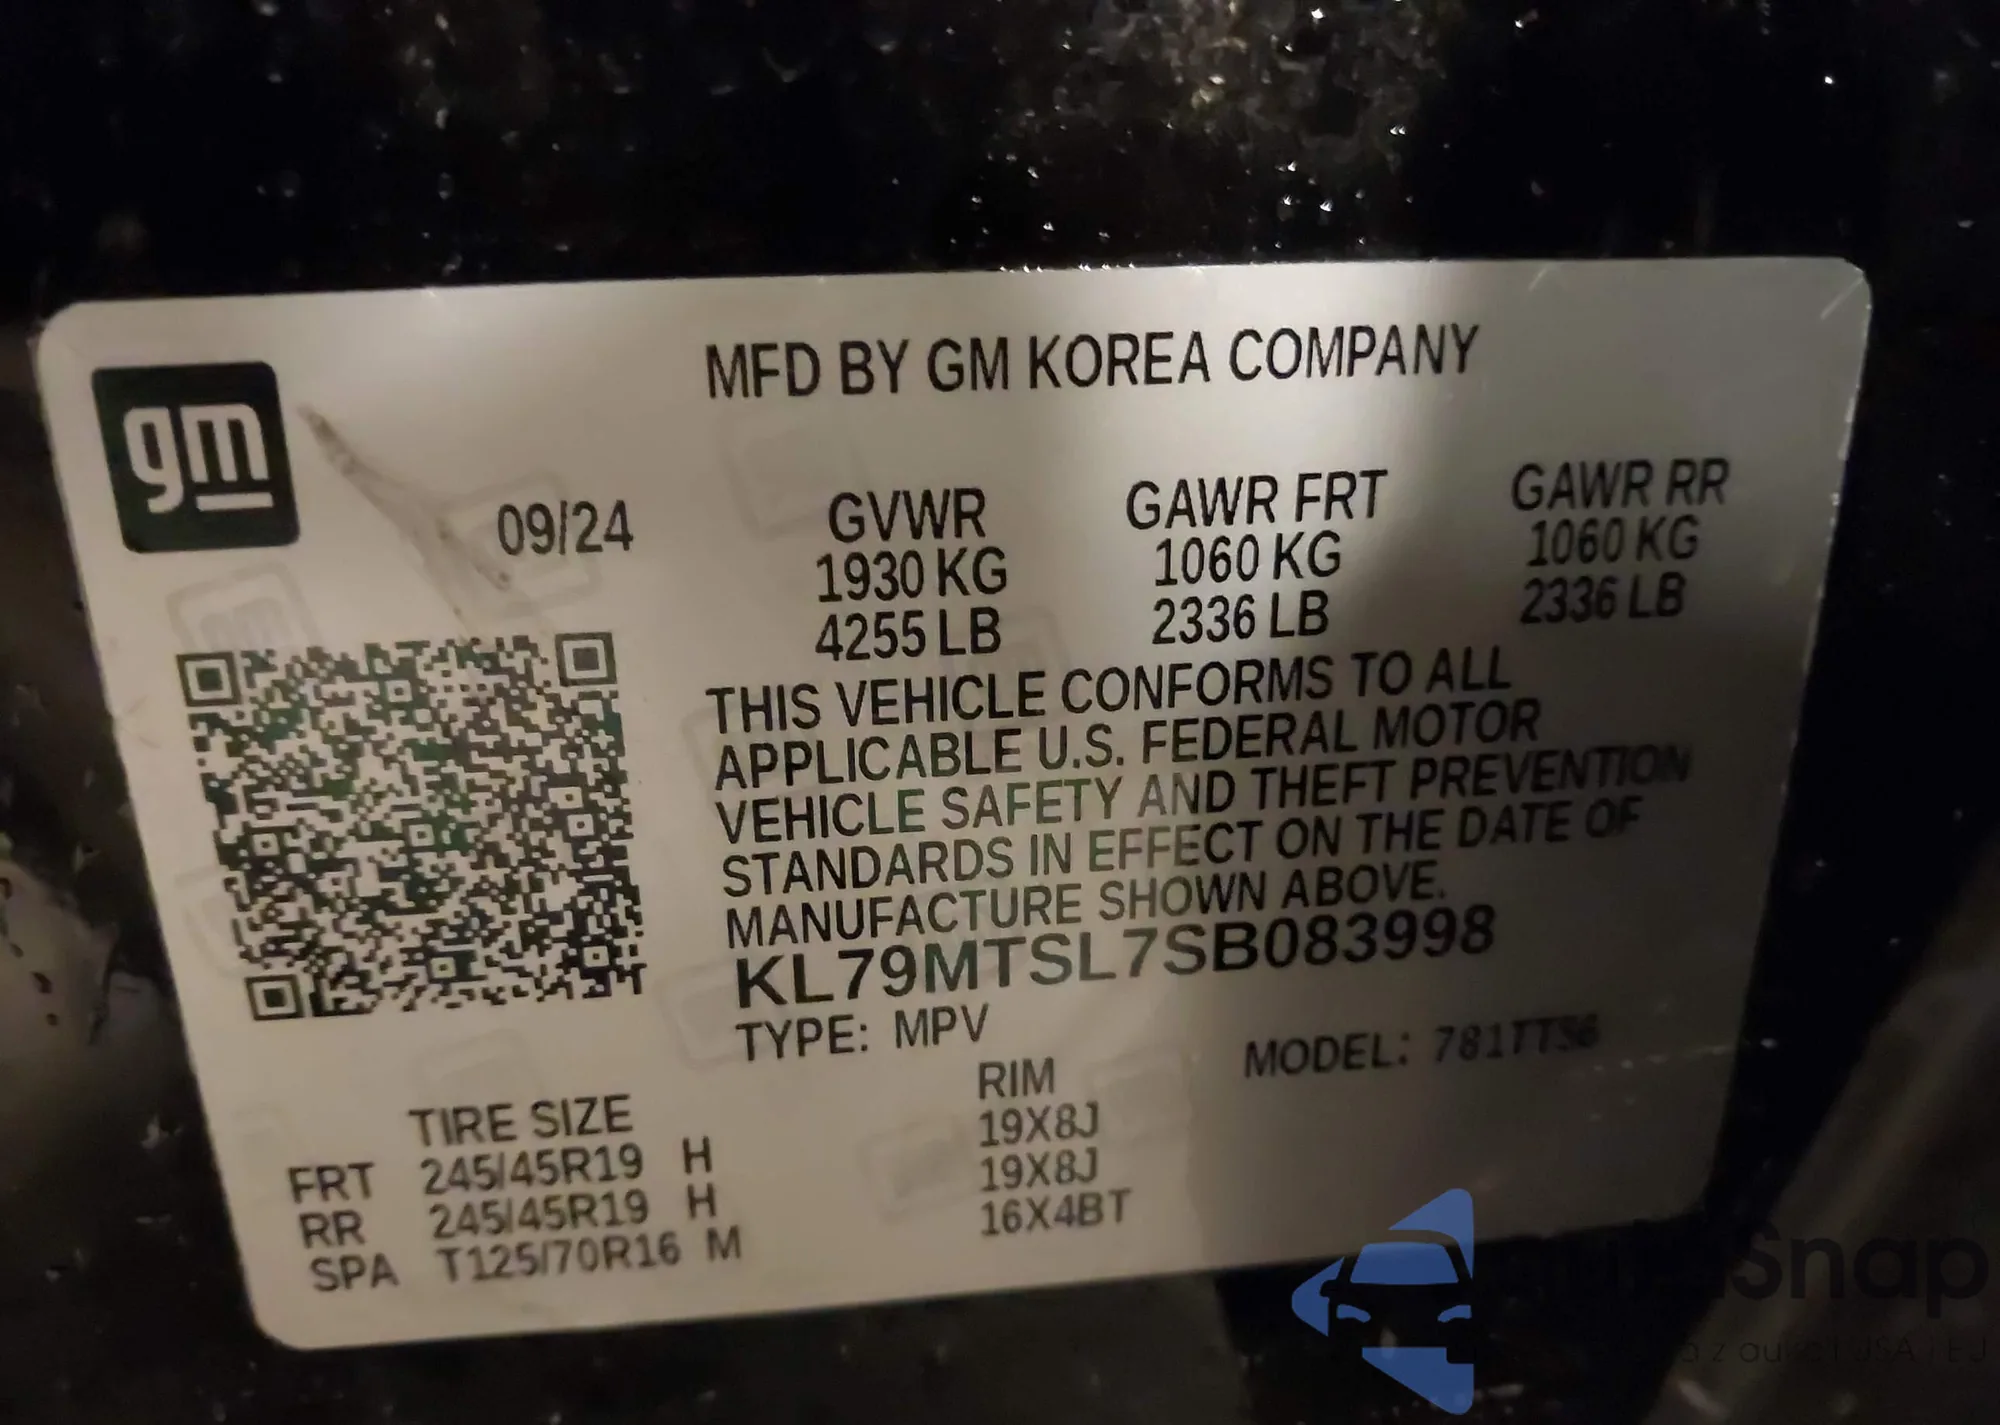 MFD BY GM KOREA COMPANY
gm
09/24
GVWR GAWR FRT GAWR RR
1930 KG 1060 KG 1060 KG
4255 LB 2336 LB 2336 LB
THIS VEHICLE CONFORMS TO ALL
APPLICABLE U.S. FEDERAL MOTOR
VEHICLE SAFETY AND THEFT PREVENTION
STANDARDS IN EFFECT ON THE DATE OF
MANUFACTURE SHOWN ABOVE.
KL79MTSL7SB083998
TYPE: MPV MODEL: 781TTS6
TIRE SIZE RIM
FRT 245/45R19 H 19X8J
RR 245/45R19 H 19X8J
SPA T125/70R16 M 16X4BT
Snap